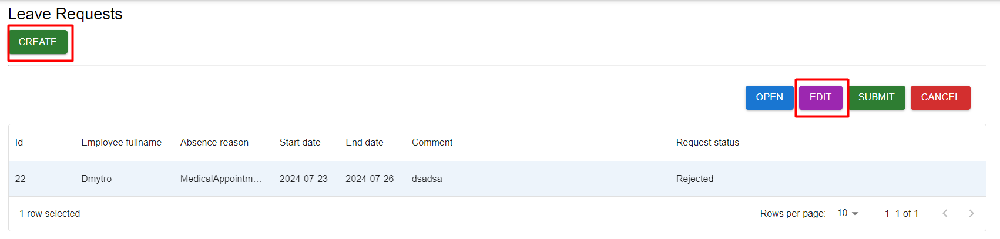 Leave Requests
CREATE
OPEN EDIT SUBMIT CANCEL
Id Employee fullname Absence reason Start date End date Comment Request status
22 Dmytro MedicalAppointm... 2024-07-23 2024-07-26 dsadsa Rejected
1 row selected Rows per page: 10 1–1 of 1